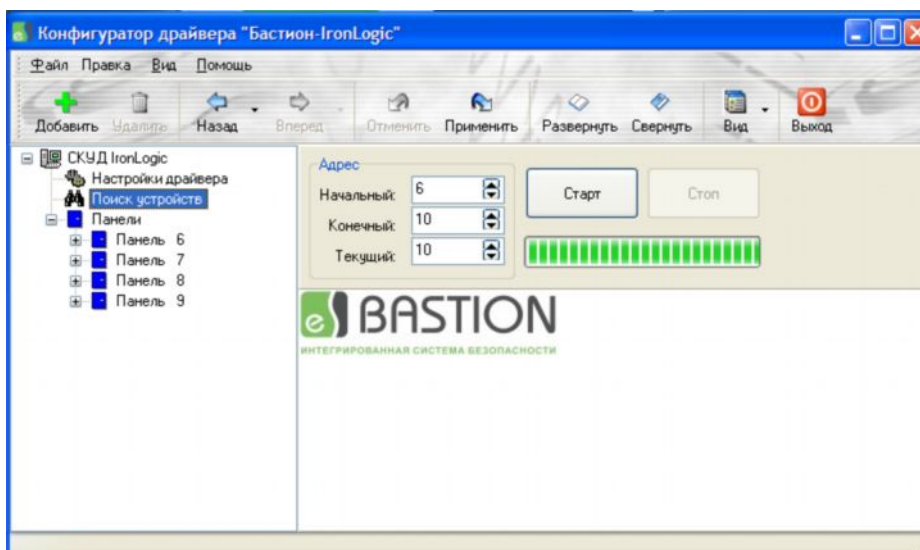 Конфигуратор драйвера "Бастион-IronLogic"
Файл Правка Вид Помощь
Добавить Удалить Назад Вперед Отменить Применить Развернуть Свернуть Вид Выход
СКУД IronLogic
Настройки драйвера
Поиск устройств
Панели
Панель 6
Панель 7
Панель 8
Панель 9
Адрес
Начальный: 6
Конечный: 10
Текущий: 10
Старт Стоп
eS BASTION
ИНТЕГРИРОВАННАЯ СИСТЕМА БЕЗОПАСНОСТИ